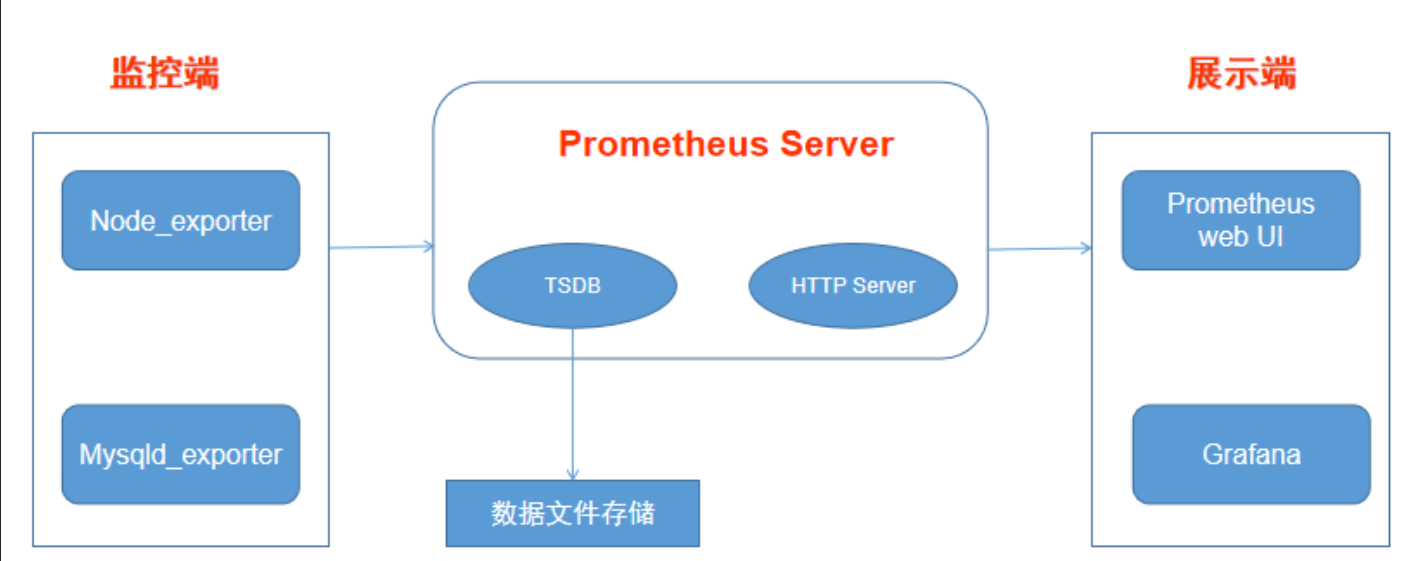 监控端
Node_exporter
Mysqld_exporter
Prometheus Server
TSDB
HTTP Server
数据文件存储
展示端
Prometheus
web UI
Grafana